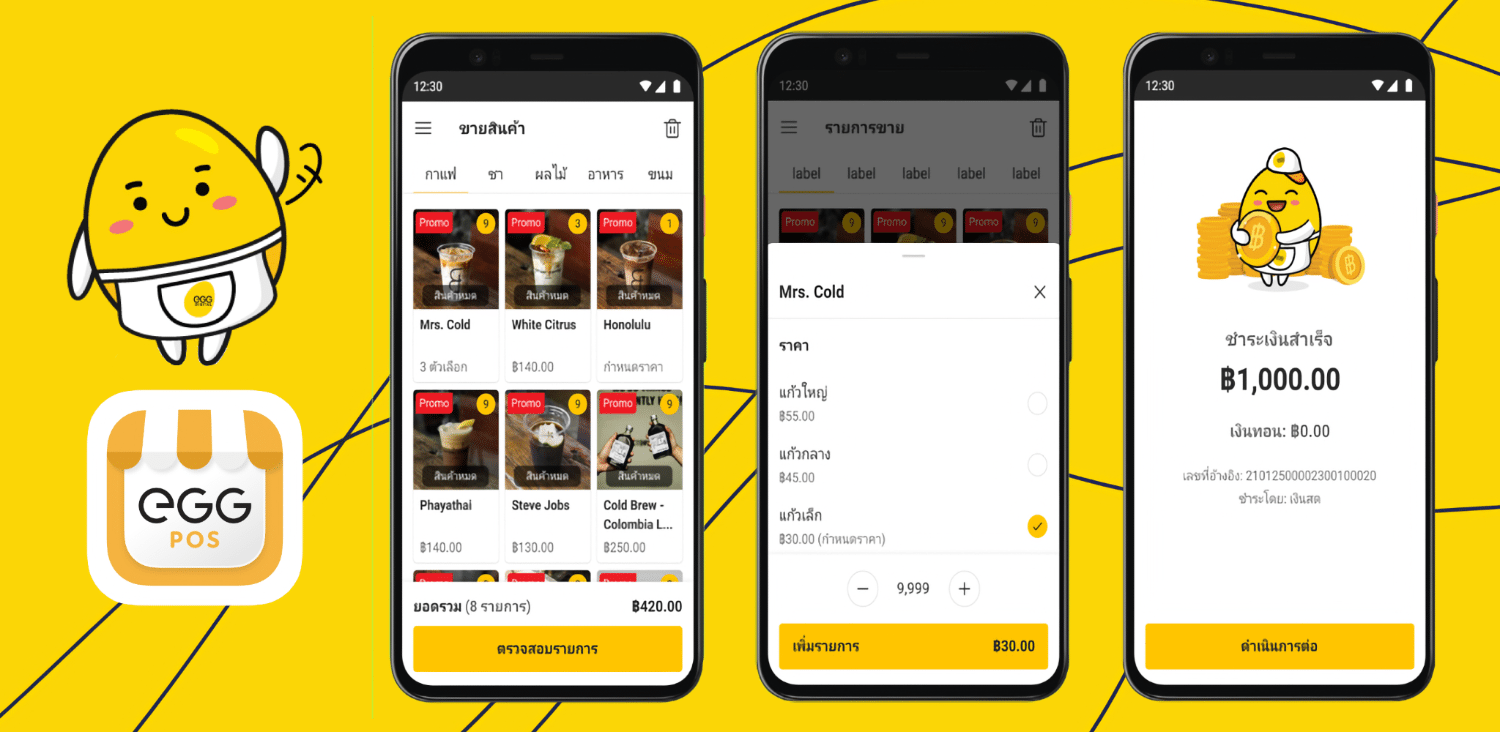 egg
egg
POS
12:30
ขายสินค้า
กาแฟ ชา ผลไม้ อาหาร ขนม
Promo 9 Promo 3 Promo 1
สินค้าหมด สินค้าหมด สินค้าหมด
Mrs. Cold White Citrus Honolulu
3 ตัวเลือก ฿140.00 กำหนดราคา
Promo 9 Promo 9 Promo 9
สินค้าหมด สินค้าหมด สินค้าหมด
Phayathai Steve Jobs Cold Brew -
Colombia L...
฿140.00 ฿130.00 ฿250.00
Promo Promo Promo
ยอดรวม (8 รายการ) ฿420.00
ตรวจสอบรายการ
12:30
รายการขาย
label label label label label
Promo 9 Promo 9 Promo 9
Mrs. Cold
ราคา
แก้วใหญ่
฿55.00
แก้วกลาง
฿45.00
แก้วเล็ก
฿30.00 (กำหนดราคา)
9,999
เพิ่มรายการ ฿30.00
12:30
ชำระเงินสำเร็จ
฿1,000.00
เงินทอน: ฿0.00
เลขที่อ้างอิง: 21012500002300100020
ชำระโดย: เงินสด
ดำเนินการต่อ